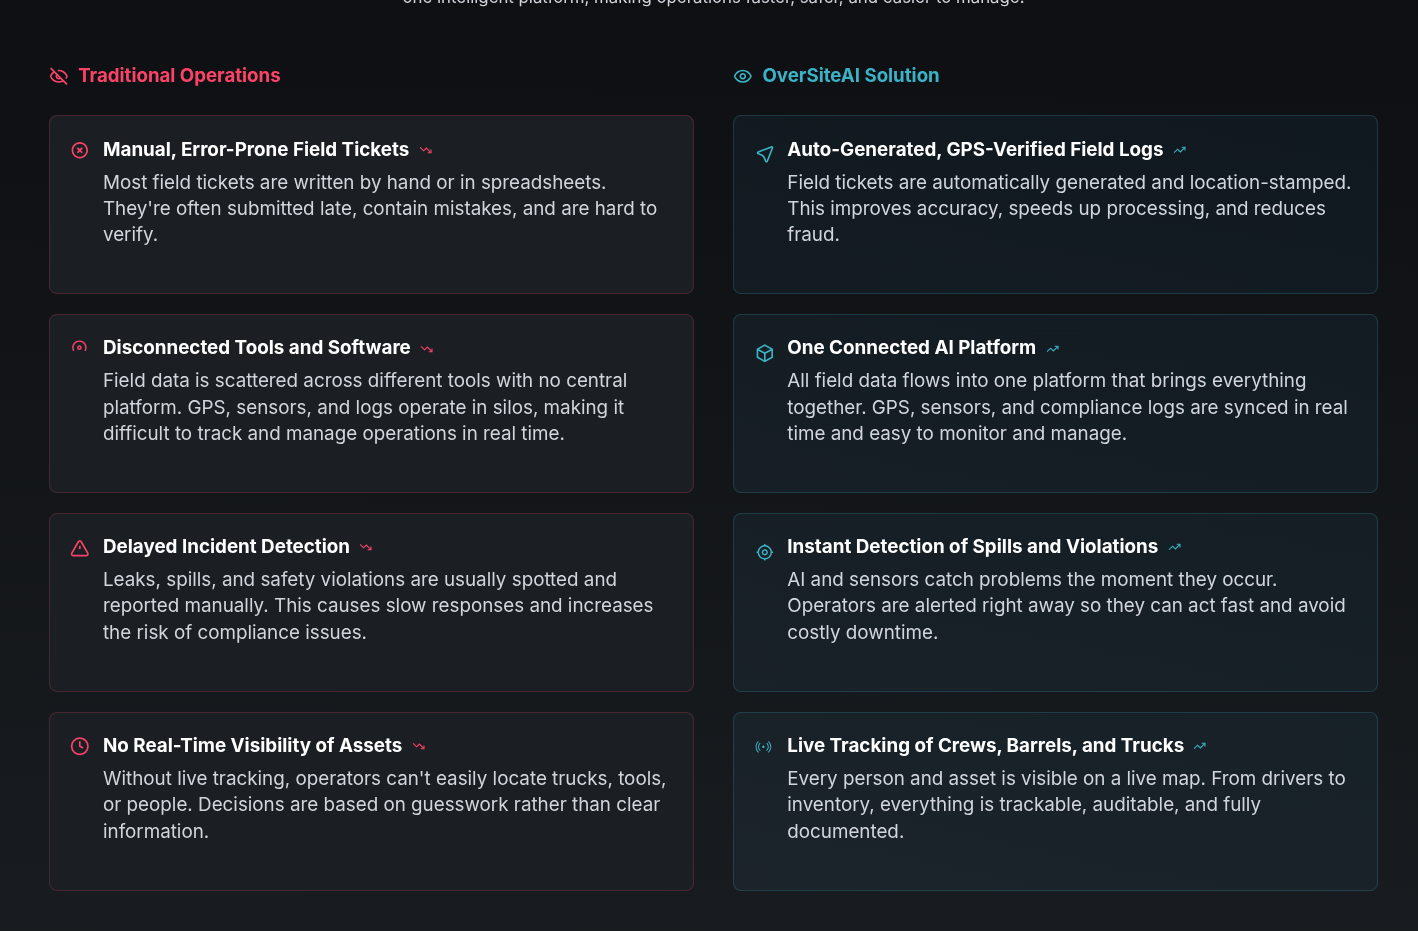 one intelligent platform, making operations faster, safer, and easier to manage.
Traditional Operations
Manual, Error-Prone Field Tickets
Most field tickets are written by hand or in spreadsheets.
They're often submitted late, contain mistakes, and are hard to
verify.
Disconnected Tools and Software
Field data is scattered across different tools with no central
platform. GPS, sensors, and logs operate in silos, making it
difficult to track and manage operations in real time.
Delayed Incident Detection
Leaks, spills, and safety violations are usually spotted and
reported manually. This causes slow responses and increases
the risk of compliance issues.
No Real-Time Visibility of Assets
Without live tracking, operators can't easily locate trucks, tools,
or people. Decisions are based on guesswork rather than clear
information.
OverSiteAI Solution
Auto-Generated, GPS-Verified Field Logs
Field tickets are automatically generated and location-stamped.
This improves accuracy, speeds up processing, and reduces
fraud.
One Connected AI Platform
All field data flows into one platform that brings everything
together. GPS, sensors, and compliance logs are synced in real
time and easy to monitor and manage.
Instant Detection of Spills and Violations
AI and sensors catch problems the moment they occur.
Operators are alerted right away so they can act fast and avoid
costly downtime.
Live Tracking of Crews, Barrels, and Trucks
Every person and asset is visible on a live map. From drivers to
inventory, everything is trackable, auditable, and fully
documented.